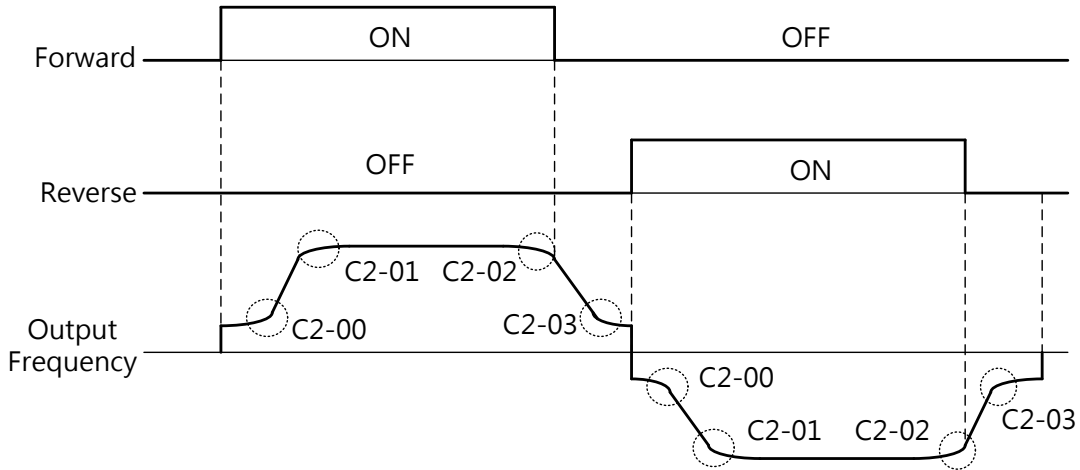 ON
OFF
Forward
OFF
ON
Reverse
C2-01
C2-02
C2-00
C2-03
Output
Frequency
C2-00
C2-01
C2-02
C2-03